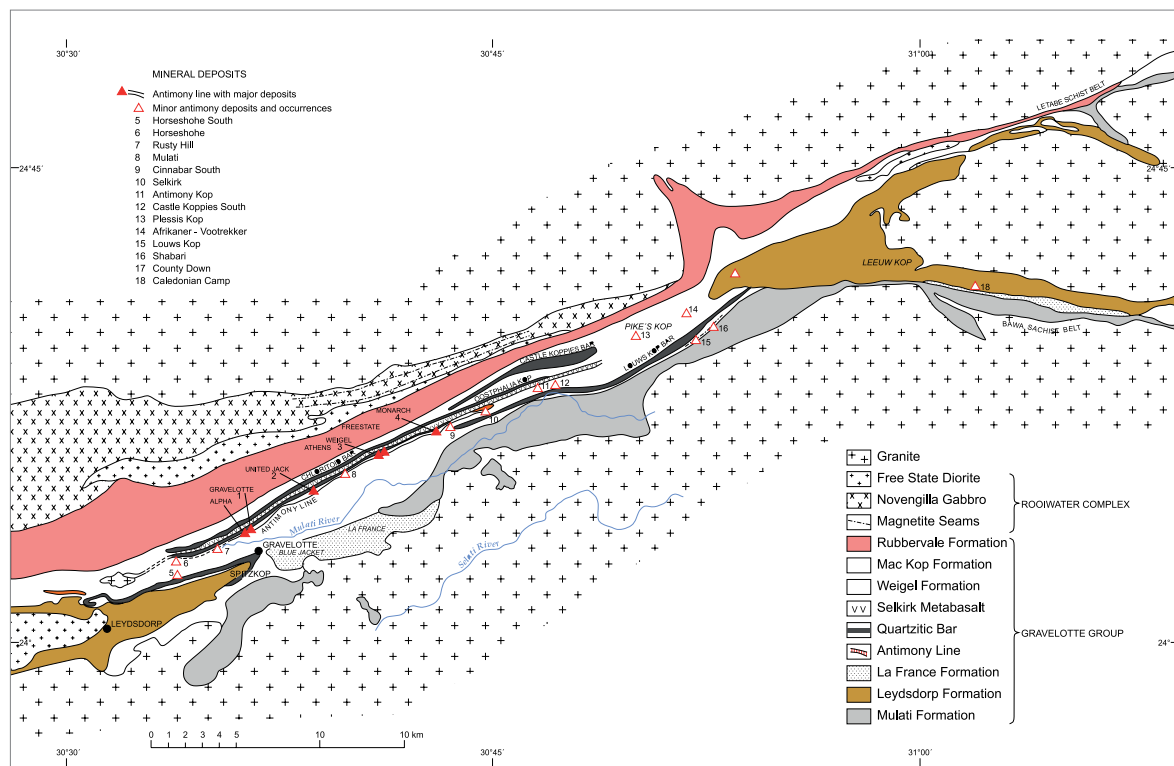 30°30'
30°45'
61°00'
MINERAL DEPOSITS
Antimony line with major deposits
Minor antimony deposits and occurrences
5 Horseshohe South
6 Horseshohe
7 Rusty Hill
8 Mulati
9 Cinnabar South
10 Selkirk
11 Antimony Kop
12 Castle Koppies South
13 Plessis Kop
14 Afrikaner - Vootrekker
15 Louws Kop
16 Shabari
17 County Down
18 Caledonian Camp
24°45'
24°45'
LETABE SCHIST BELT
LEEUW KOP
18
BAWA SACHIST BELT
14
PIKE'S KOP
13
16
15
LOUWS KOP BAR
CASTLE KOPPIES BAR
OOSTPHALIA KOP
11
12
10
9
MONARCH
4
FREESTATE
WEIGEL
3
ATHENS
CHLORITOID BAR
8
UNITED JACK
2
GRAVELOTTE
1
ALPHA
ANTIMONY LINE
Mulati River
LA FRANCE
BLUE JACKET
GRAVELOTTE
7
6
5
SPITZKOP
LEYDSDORP
Selati River
24°
24°
Granite
Free State Diorite
Novengilla Gabbro
Magnetite Seams
ROOIWATER COMPLEX
Rubbervale Formation
Mac Kop Formation
Weigel Formation
Selkirk Metabasalt
Quartzitic Bar
Antimony Line
La France Formation
Leydsdorp Formation
Mulati Formation
GRAVELOTTE GROUP
0 1 2 3 4 5 10 10 km
30°30'
30°45'
61°00'